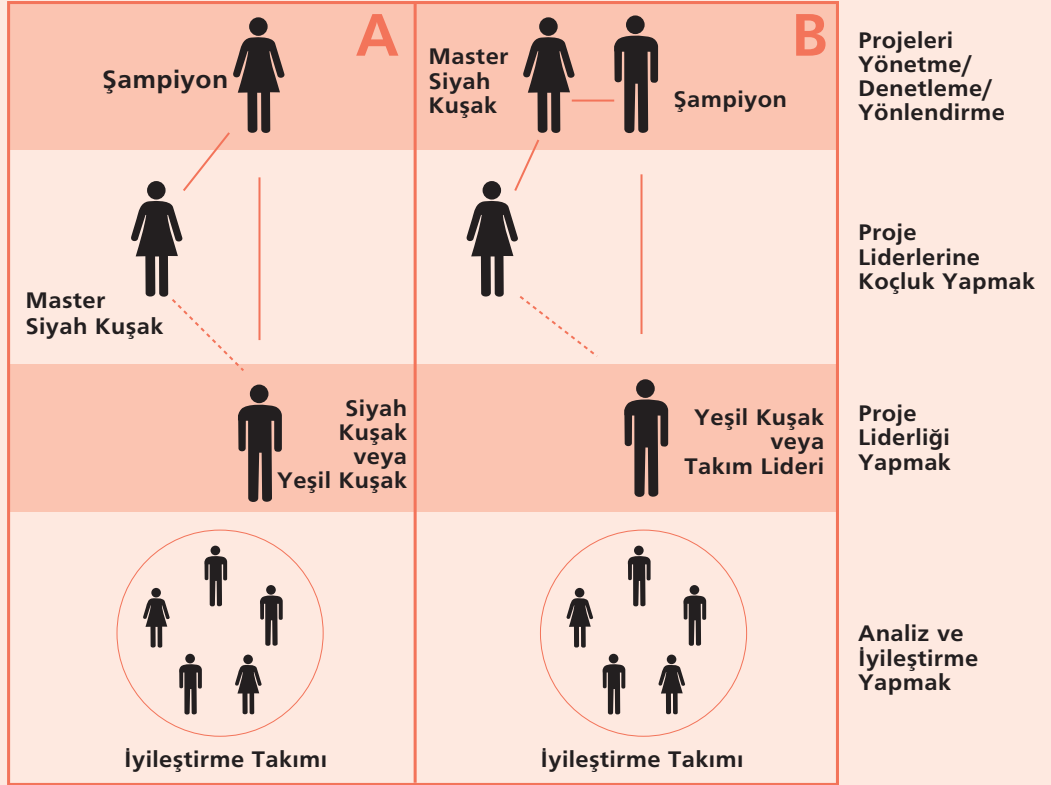 A
Şampiyon
B
Master
Siyah
Kuşak
Şampiyon
Projeleri
Yönetme/
Denetleme/
Yönlendirme
Master
Siyah Kuşak
Proje
Liderlerine
Koçluk Yapmak
Siyah
Kuşak
veya
Yeşil Kuşak
Yeşil Kuşak
veya
Takım Lideri
Proje
Liderliği
Yapmak
İyileştirme Takımı
İyileştirme Takımı
Analiz ve
İyileştirme
Yapmak